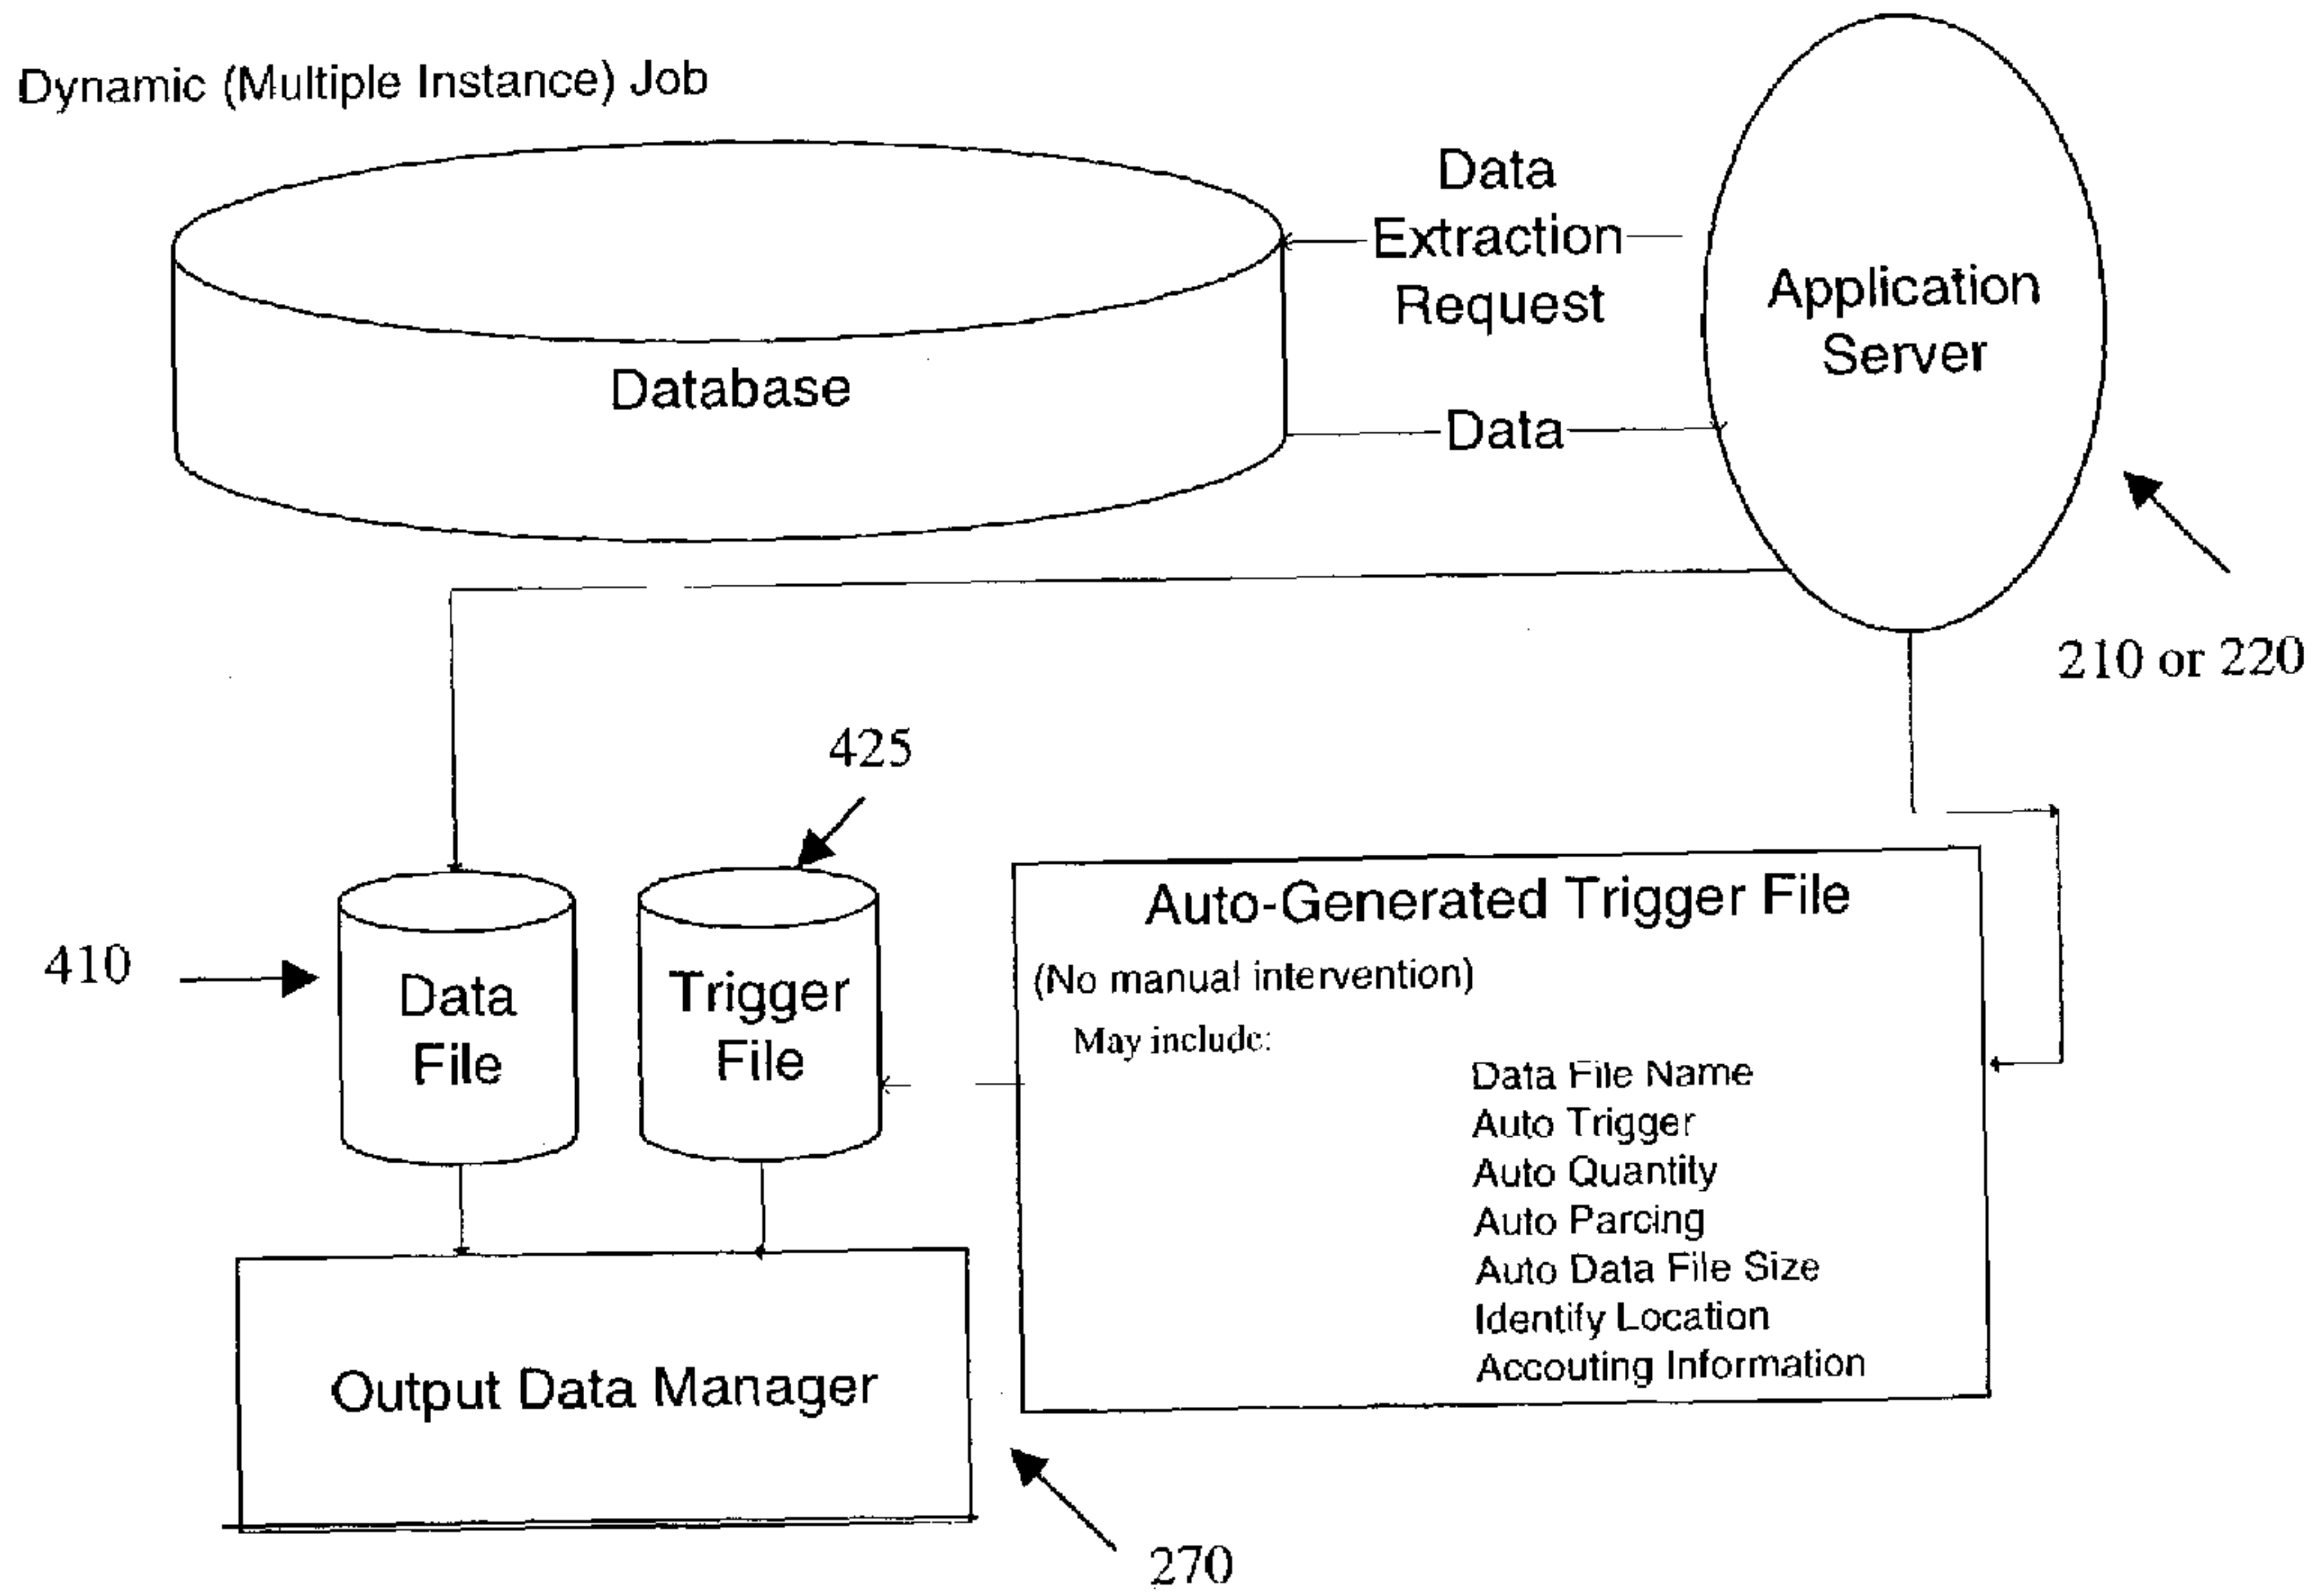 Dynamic (Multiple Instance) Job
Data
Extraction
Request
Application
Server
Database
Data
210 or 220
425
410
Data
File
Trigger
File
Auto-Generated Trigger File
(No manual intervention)
May include:
Data File Name
Auto Trigger
Auto Quantity
Auto Parcing
Auto Data File Size
Identify Location
Accouting Information
Output Data Manager
270